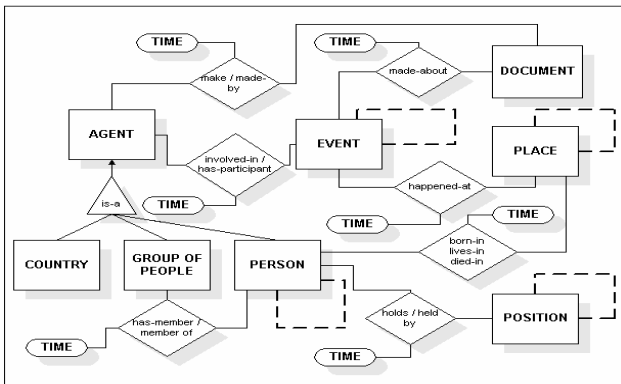 TIME
TIME
make / made-
by
made-about
DOCUMENT
AGENT
EVENT
PLACE
involved-in /
has-participant
happened-at
TIME
is-a
TIME
TIME
born-in
lives-in
died-in
COUNTRY
GROUP OF
PEOPLE
PERSON
has-member /
member of
holds / held
by
POSITION
TIME
TIME